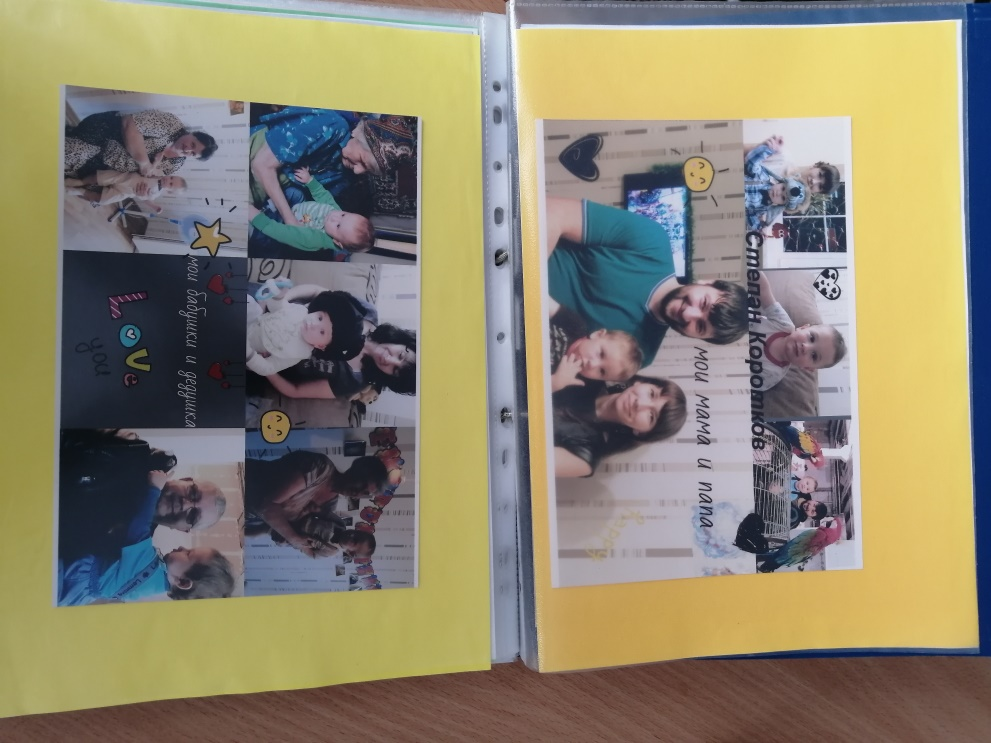 Степан Коротков
мои мама и папа
мои бабушки и дедушка
LOVe
you